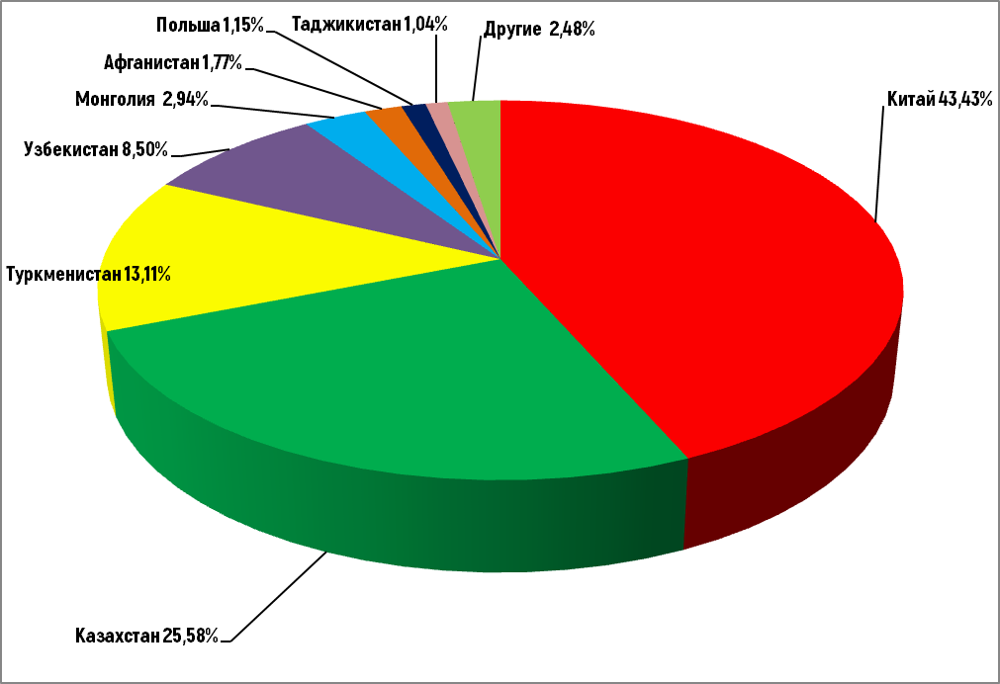 Польша 1,15%
Таджикистан 1,04%
Другие 2,48%
Афганистан 1,77%
Монголия 2,94%
Китай 43,43%
Узбекистан 8,50%
Туркменистан 13,11%
Казахстан 25,58%